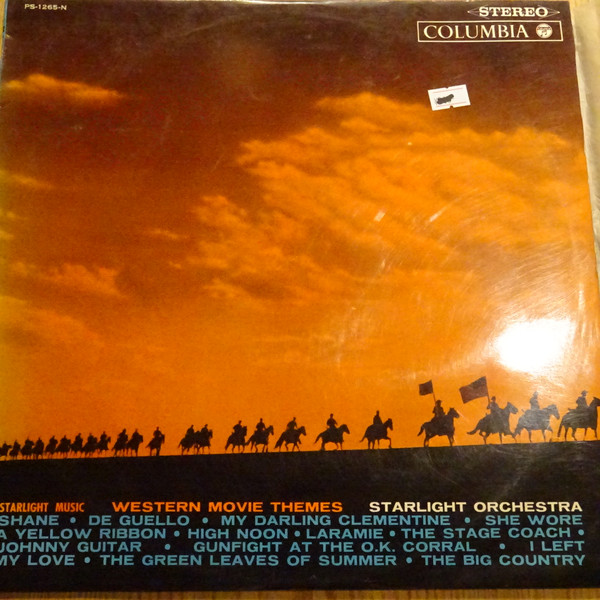 PS-1265-N
STEREO
COLUMBIA
STARLIGHT MUSIC WESTERN MOVIE THEMES STARLIGHT ORCHESTRA
SHANE • DE GUELLO • MY DARLING CLEMENTINE • SHE WORE
A YELLOW RIBBON • HIGH NOON • LARAMIE • THE STAGE COACH •
JOHNNY GUITAR • GUNFIGHT AT THE O.K. CORRAL • I LEFT
MY LOVE • THE GREEN LEAVES OF SUMMER • THE BIG COUNTRY